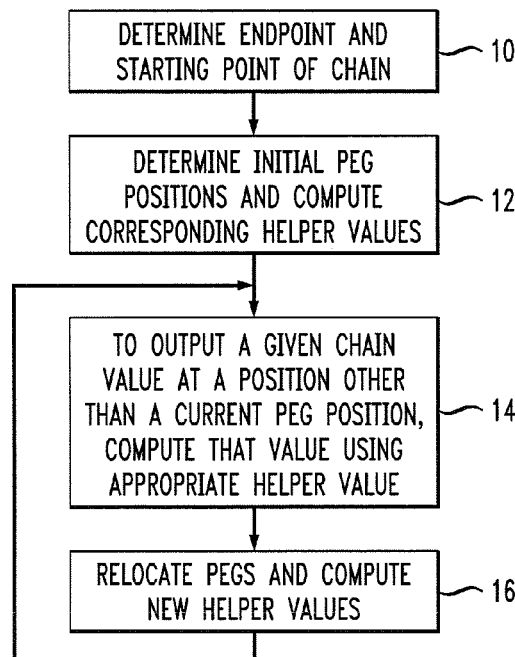 DETERMINE ENDPOINT AND
STARTING POINT OF CHAIN
10
DETERMINE INITIAL PEG
POSITIONS AND COMPUTE
CORRESPONDING HELPER VALUES
12
TO OUTPUT A GIVEN CHAIN
VALUE AT A POSITION OTHER
THAN A CURRENT PEG POSITION,
COMPUTE THAT VALUE USING
APPROPRIATE HELPER VALUE
14
RELOCATE PEGS AND COMPUTE
NEW HELPER VALUES
16